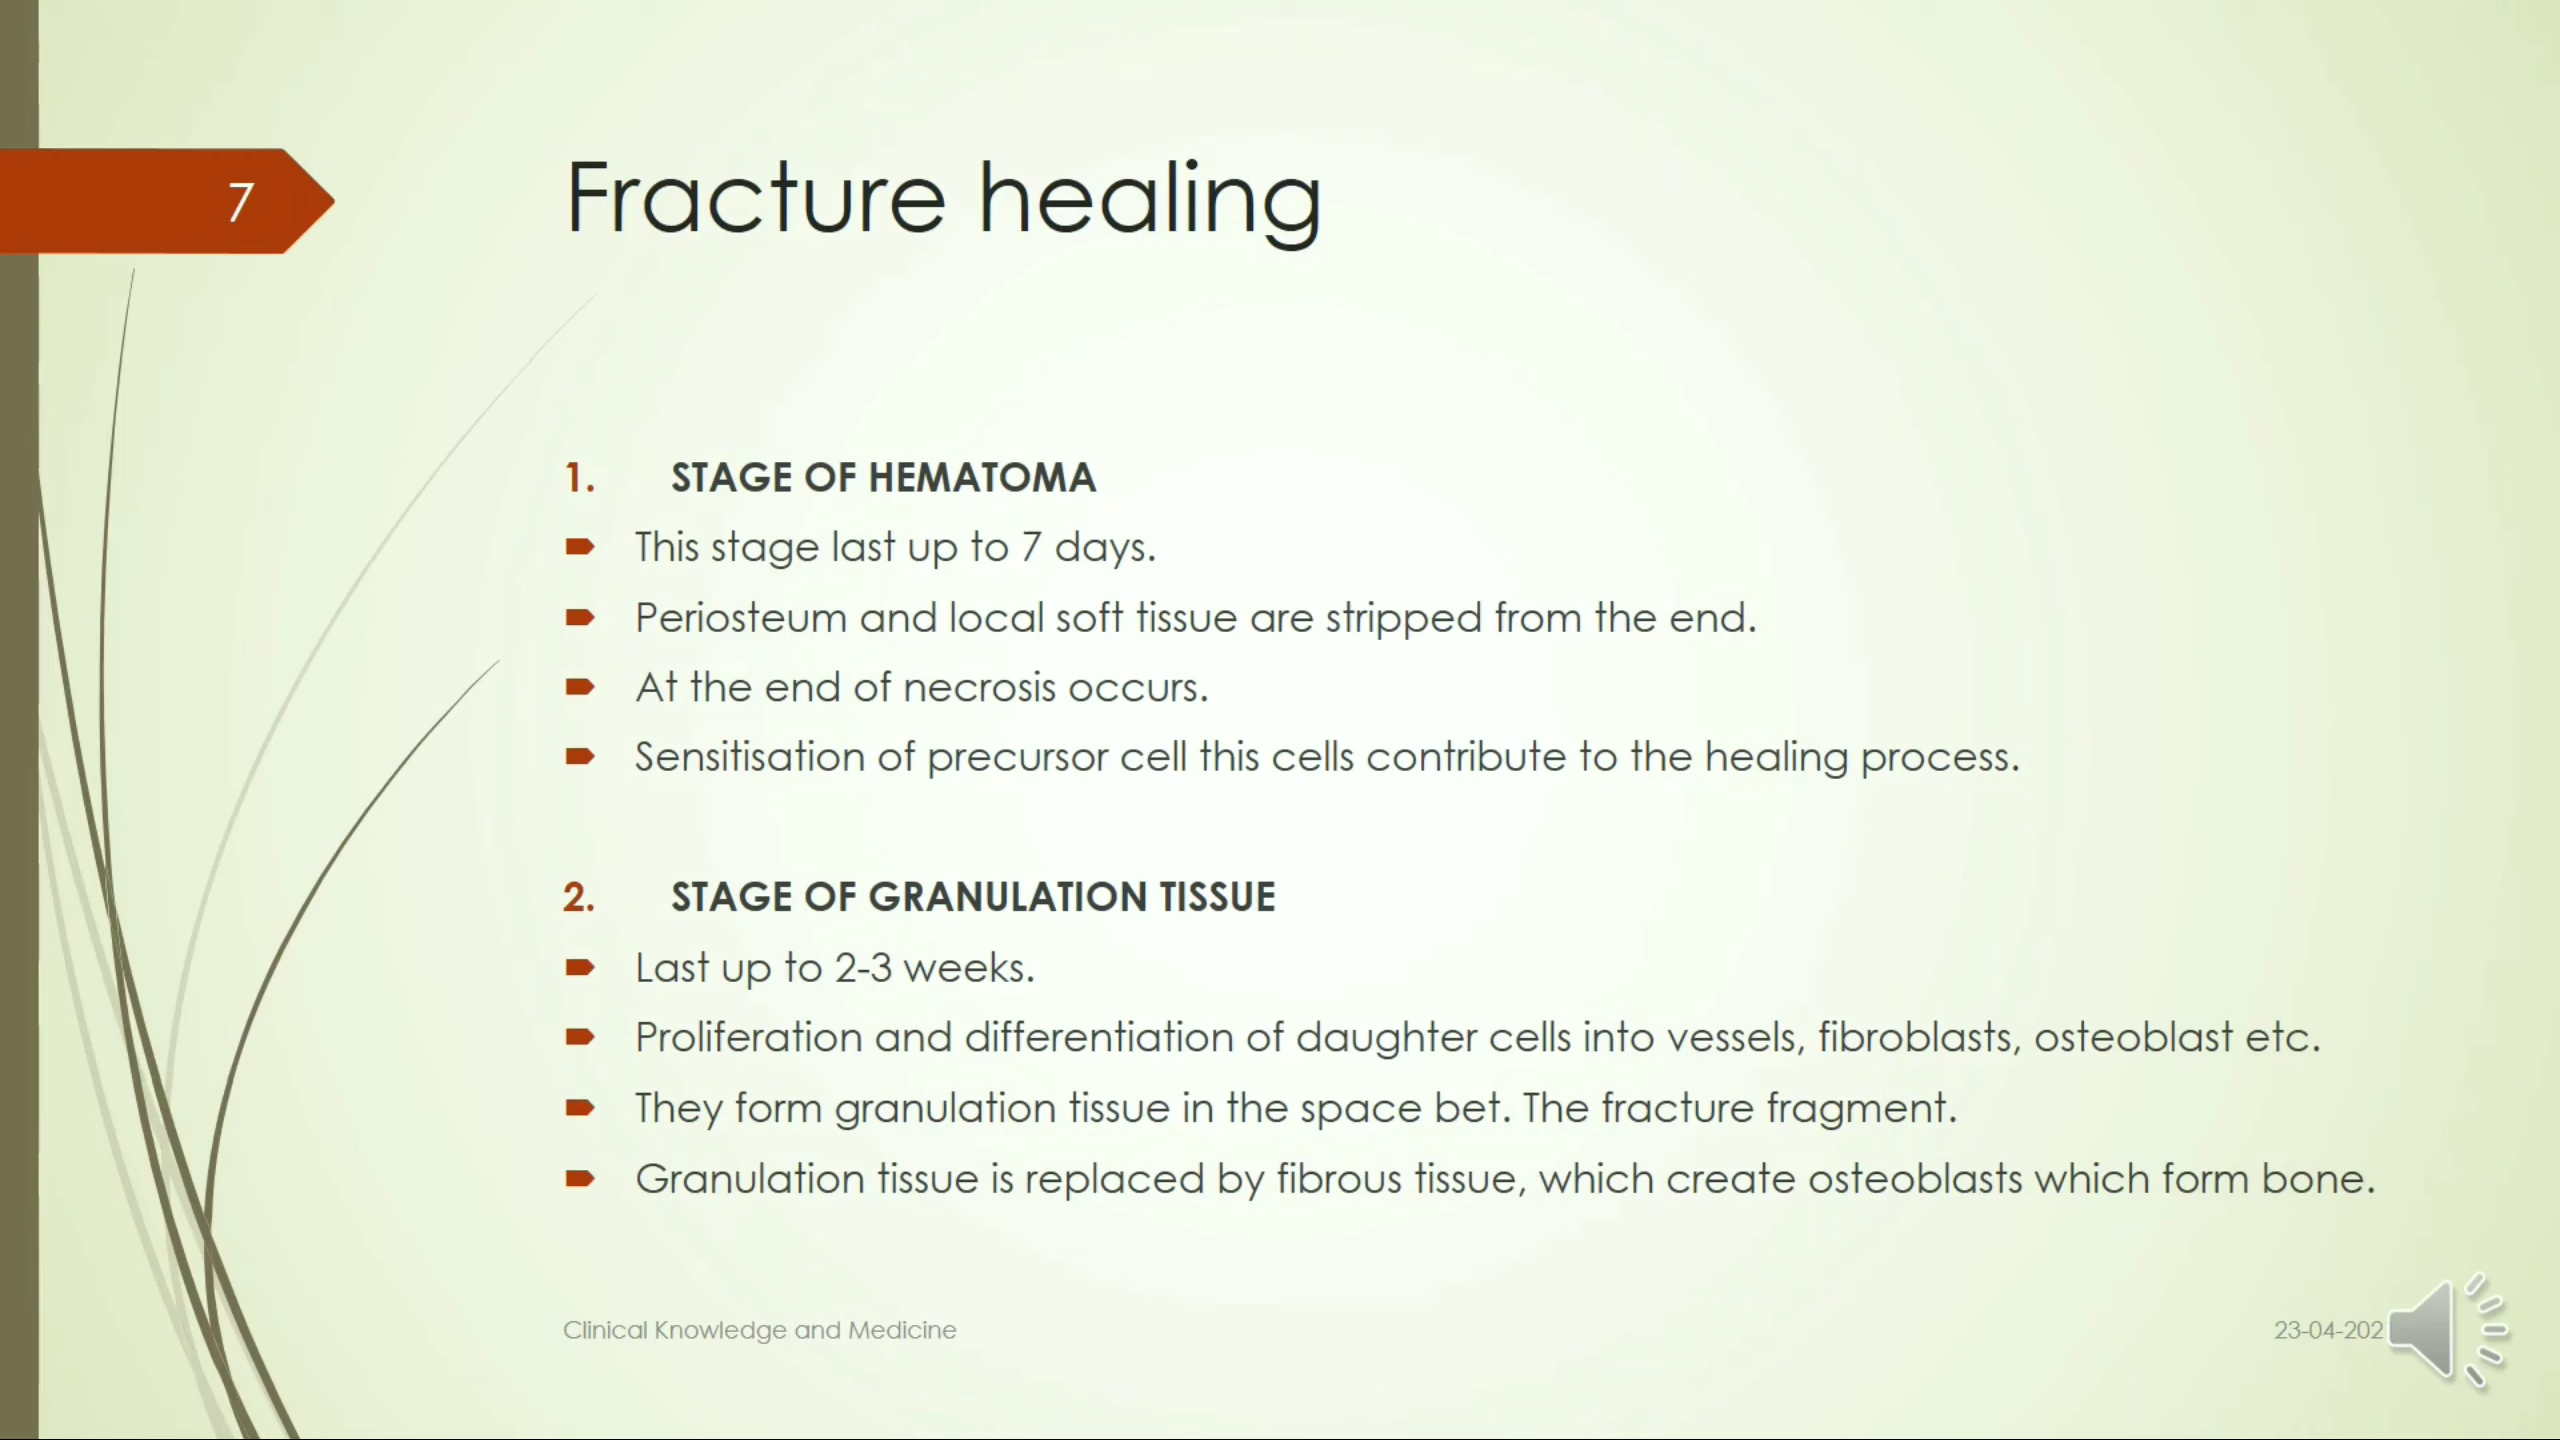 7
Fracture healing
1. STAGE OF HEMATOMA
This stage last up to 7 days.
Periosteum and local soft tissue are stripped from the end.
At the end of necrosis occurs.
Sensitisation of precursor cell this cells contribute to the healing process.
2. STAGE OF GRANULATION TISSUE
Last up to 2-3 weeks.
Proliferation and differentiation of daughter cells into vessels, fibroblasts, osteoblast etc.
They form granulation tissue in the space bet. The fracture fragment.
Granulation tissue is replaced by fibrous tissue, which create osteoblasts which form bone.
Clinical Knowledge and Medicine
23-04-202